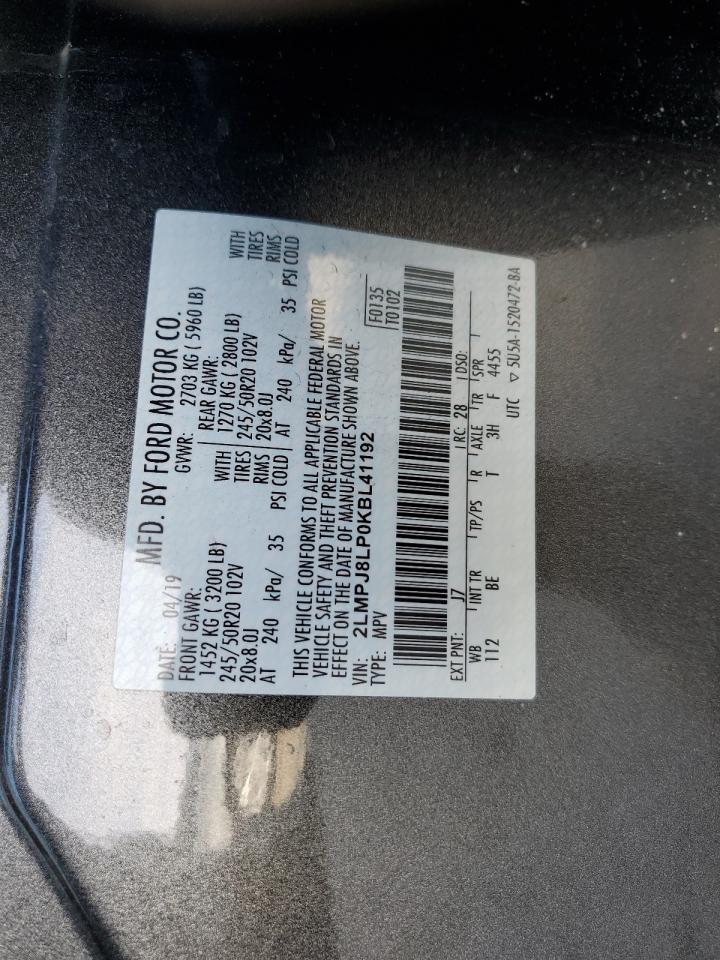 MFD. BY FORD MOTOR CO.
DATE: 04/19
GVWR: 2703 KG ( 5960 LB)
FRONT GAWR:
1452 KG ( 3200 LB)
WITH
245/50R20 102V
TIRES
20x8.0J
RIMS
AT 240 kPa/ 35 PSI COLD
REAR GAWR:
1270 KG ( 2800 LB)
WITH
245/50R20 102V
TIRES
20x8.0J
RIMS
AT 240 kPa/ 35 PSI COLD
THIS VEHICLE CONFORMS TO ALL APPLICABLE FEDERAL MOTOR
VEHICLE SAFETY AND THEFT PREVENTION STANDARDS IN
EFFECT ON THE DATE OF MANUFACTURE SHOWN ABOVE.
VIN: 2LMPJ8LP0KBL41192
TYPE: MPV
F0135
T0102
EXT PNT: J7 RC: 28 DSO:
WB INT TR TP/PS R AXLE TR SPR
112 BE T 3H F 4455
UTC ▽ 5U5A-1520472-BA